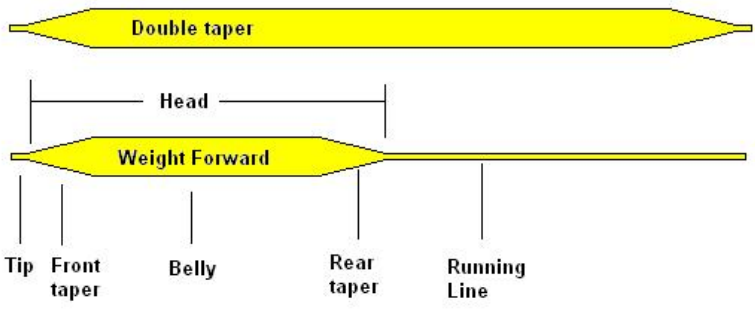 Double taper
Head
Weight Forward
Tip
Front
taper
Belly
Rear
taper
Running
Line